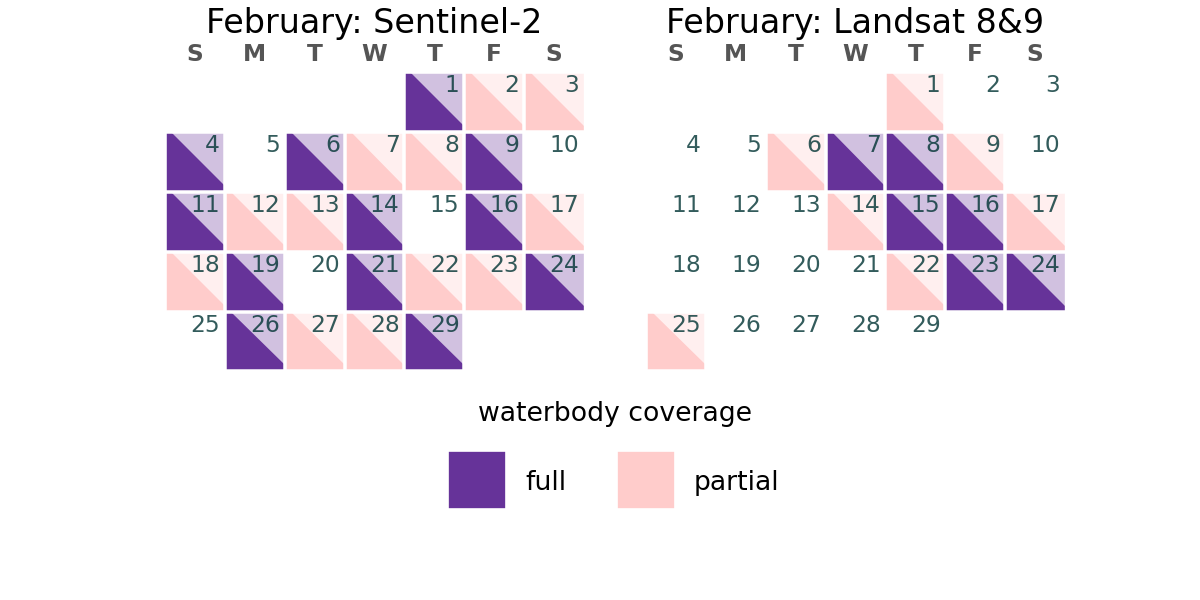 February: Sentinel-2
S M T W T F S
1 2 3
4 5 6 7 8 9 10
11 12 13 14 15 16 17
18 19 20 21 22 23 24
25 26 27 28 29
February: Landsat 8&9
S M T W T F S
1 2 3
4 5 6 7 8 9 10
11 12 13 14 15 16 17
18 19 20 21 22 23 24
25 26 27 28 29
waterbody coverage
full partial